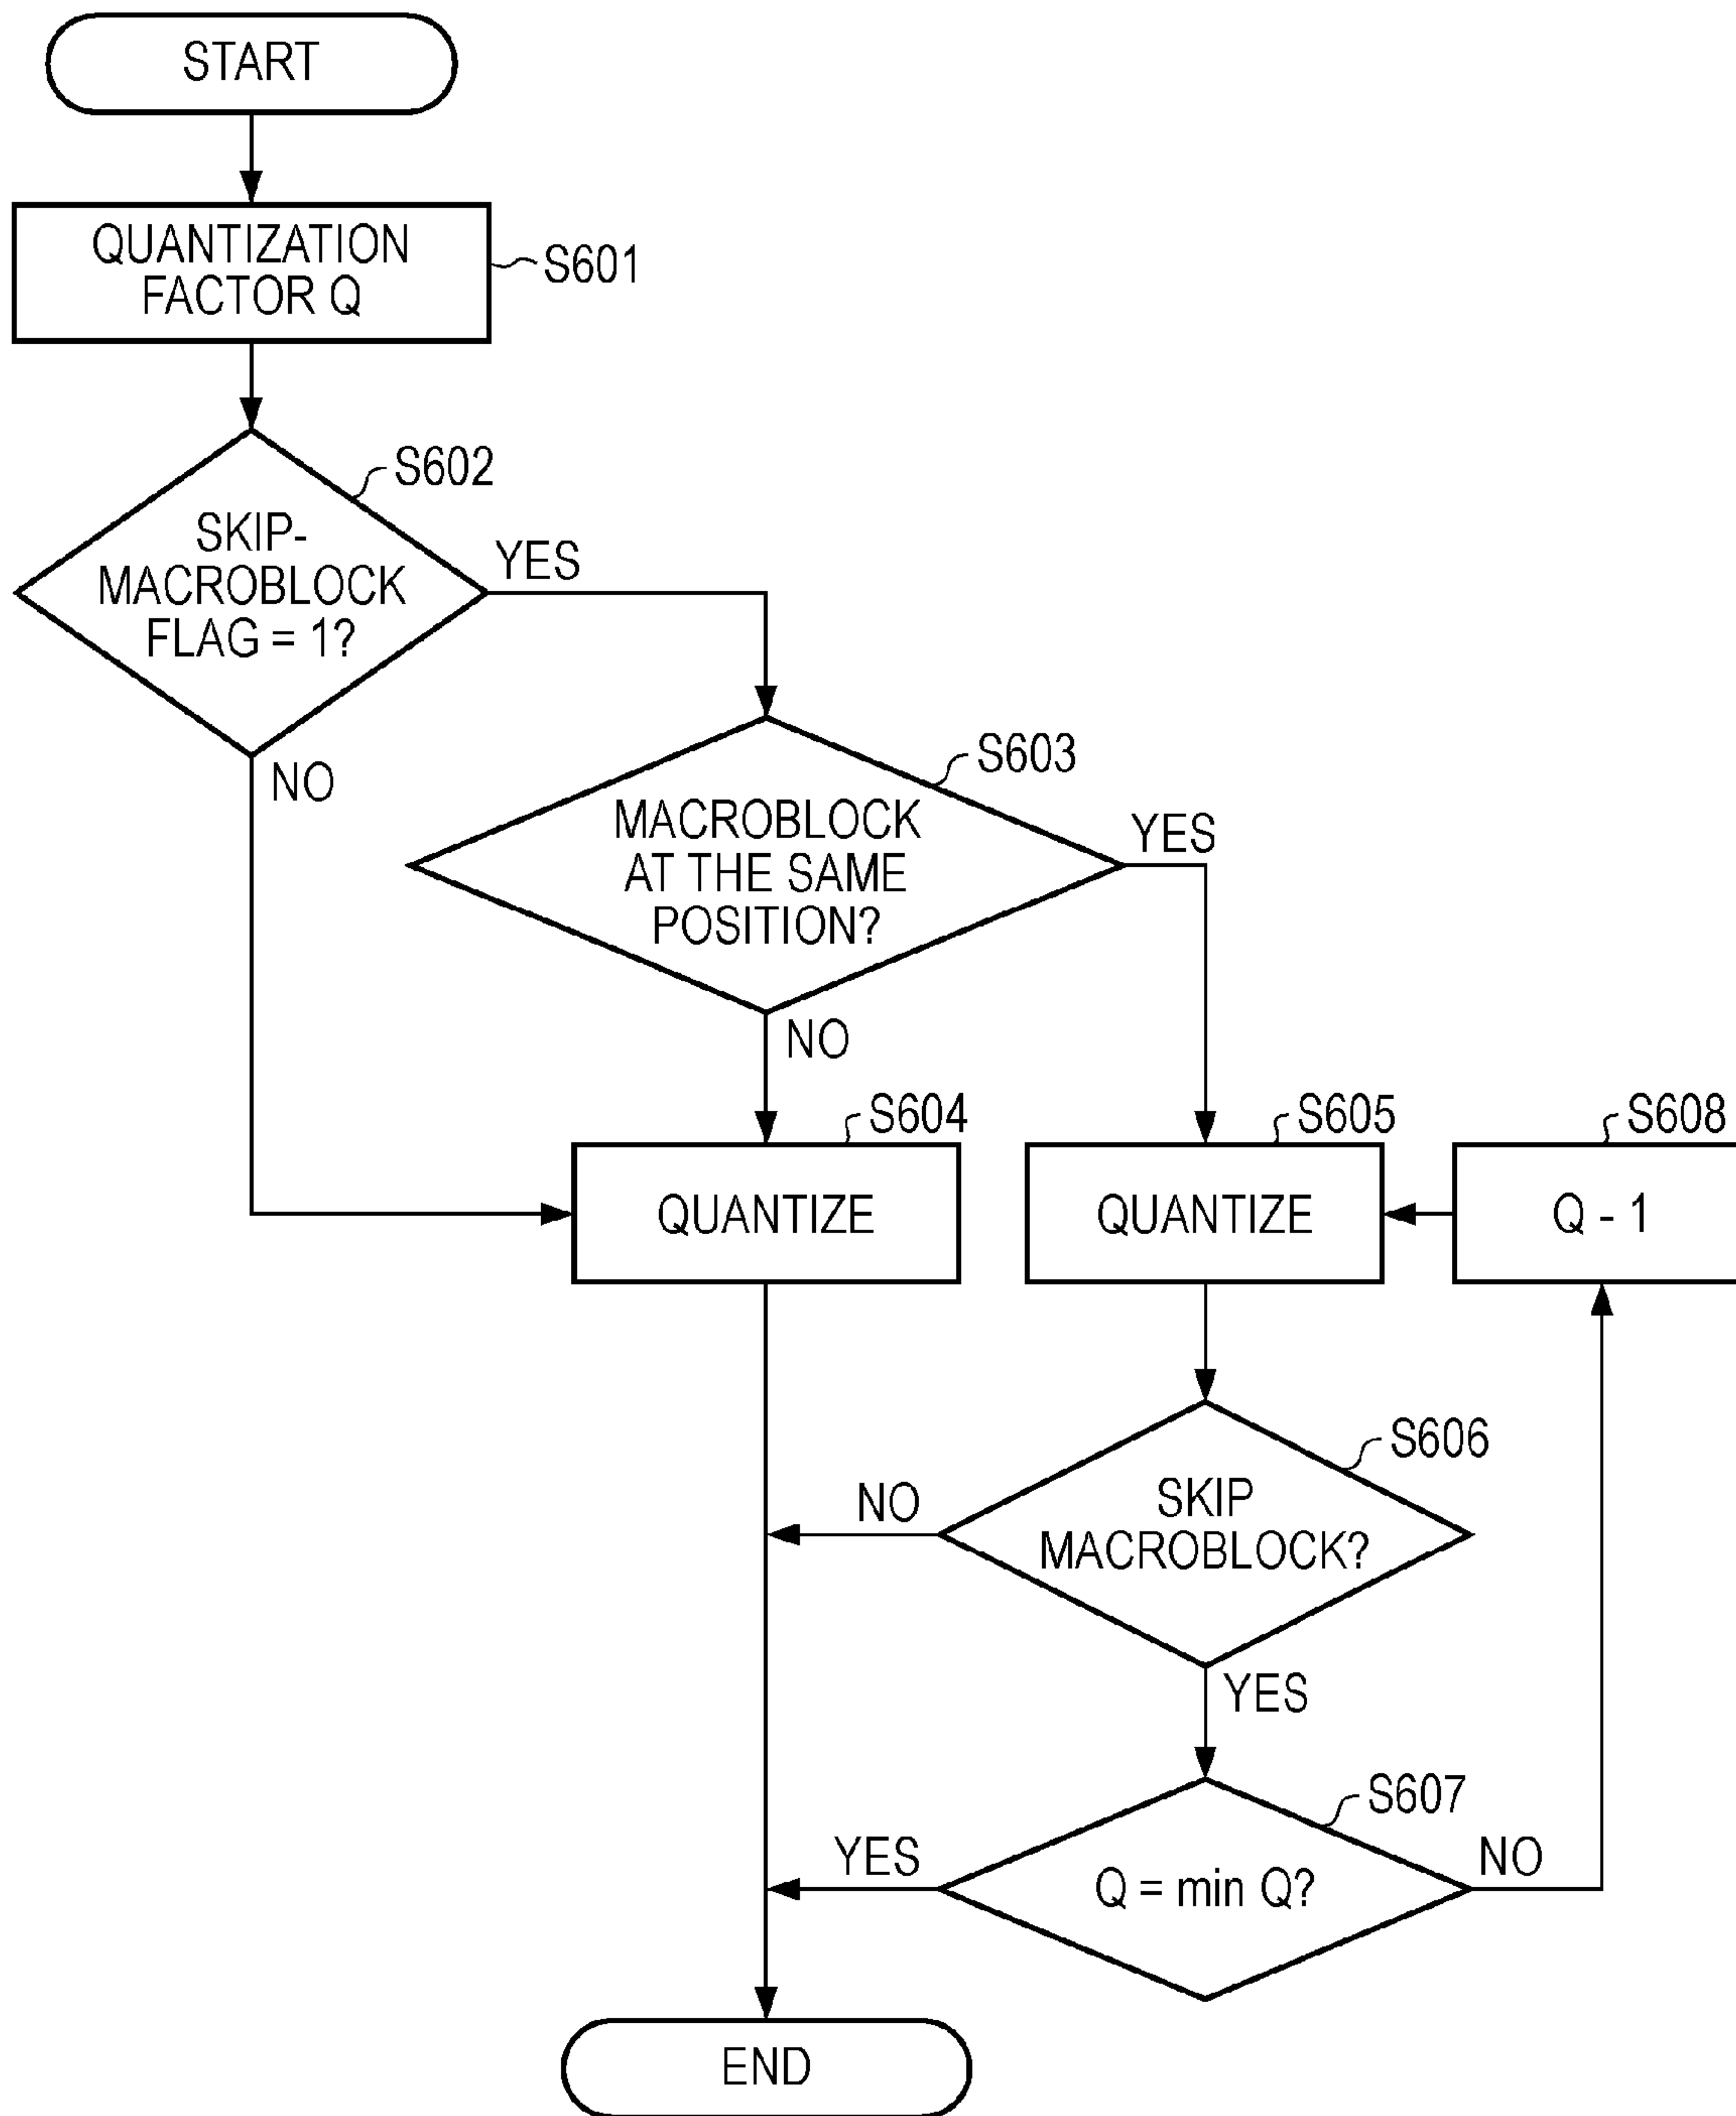 START
QUANTIZATION
FACTOR Q
S601
S602
SKIP-
MACROBLOCK
FLAG = 1?
YES
NO
S603
MACROBLOCK
AT THE SAME
POSITION?
YES
NO
S604
QUANTIZE
S605
QUANTIZE
S608
Q - 1
S606
SKIP
MACROBLOCK?
NO
YES
S607
Q = min Q?
YES
NO
END